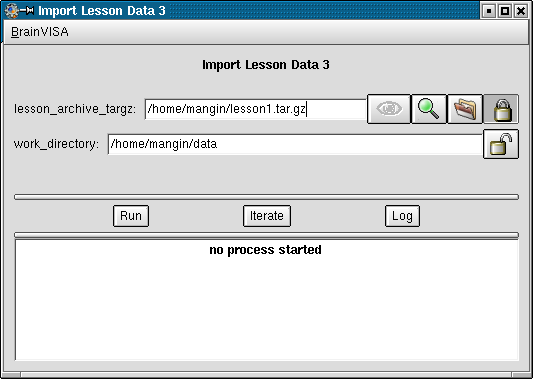 Import Lesson Data 3
BrainVISA
Import Lesson Data 3
lesson_archive_targz: /home/mangin/lesson1.tar.gz
work_directory: /home/mangin/data
Run Iterate Log
no process started